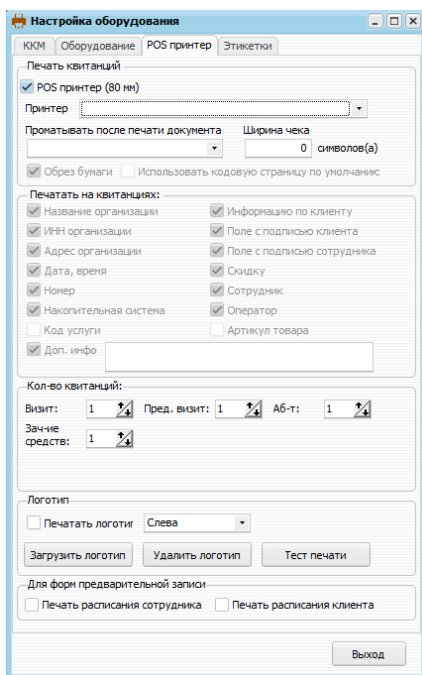 Настройка оборудования
ККМ Оборудование POS принтер Этикетки
Печать квитанций
POS принтер (80 мм)
Принтер
Проматывать после печати документа Ширина чека
0 символов(а)
Обрез бумаги Использовать кодовую страницу по умолчанию
Печатать на квитанциях:
Название организации Информацию по клиенту
ИНН организации Поле с подписью клиента
Адрес организации Поле с подписью сотрудника
Дата, время Скидку
Номер Сотрудник
Накопительная система Оператор
Код услуги Артикул товара
Доп. инфо
Кол-во квитанций:
Визит: 1 Пред. визит: 1 Аб-т: 1
Зач-ие
средств: 1
Логотип
Печатать логотиг Слева
Загрузить логотип Удалить логотип Тест печати
Для форм предварительной записи
Печать расписания сотрудника Печать расписания клиента
Выход